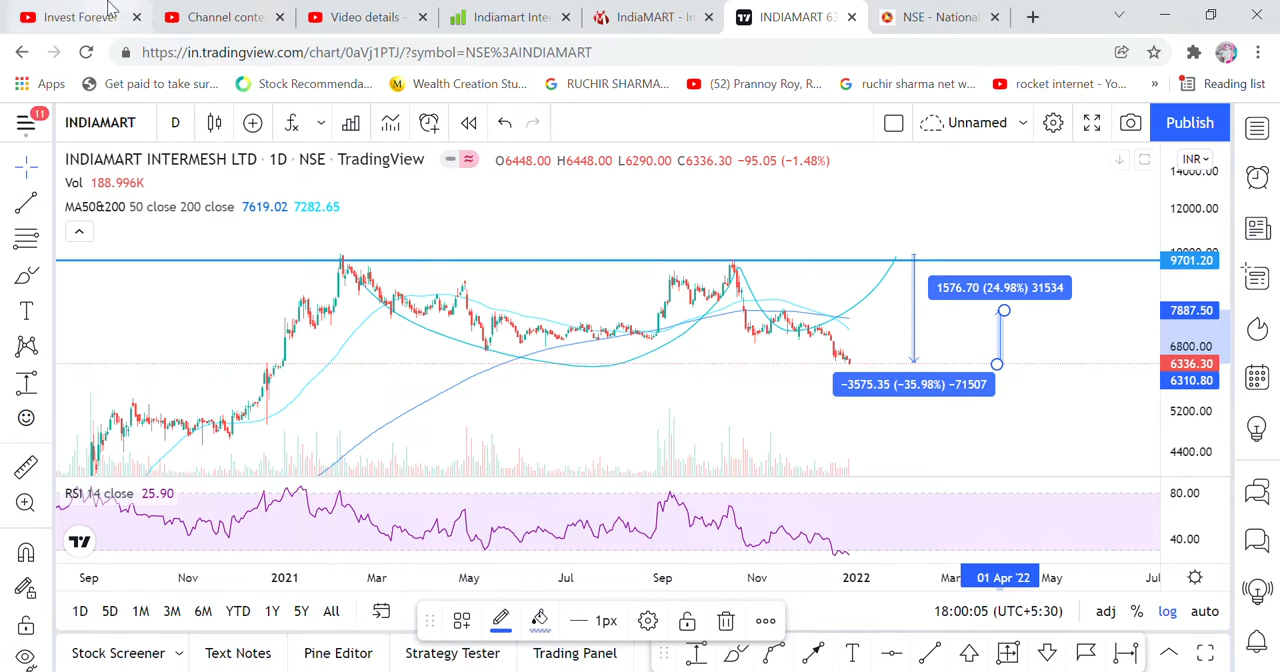 Invest Forever
Channel conte
Video details -
Indiamart Inter
IndiaMART - In
INDIAMART 63
NSE - National
https://in.tradingview.com/chart/0aVj1PTJ/?symbol=NSE%3AINDIAMART
Apps
Get paid to take sur...
Stock Recommenda...
Wealth Creation Stu...
RUCHIR SHARMA...
(52) Prannoy Roy, R...
ruchir sharma net w...
rocket internet - Yo...
»
Reading list
11
INDIAMART
D
Unnamed
Publish
INDIAMART INTERMESH LTD · 1D · NSE · TradingView
O6448.00 H6448.00 L6290.00 C6336.30 −95.05 (−1.48%)
INR
Vol 188.996K
MA50&200 50 close 200 close 7619.02 7282.65
14000.00
12000.00
10000.00
9701.20
1576.70 (24.98%) 31534
7887.50
6800.00
6336.30
6310.80
−3575.35 (−35.98%) −71507
5200.00
4400.00
RSI 14 close 25.90
80.00
40.00
Sep
Nov
2021
Mar
May
Jul
Sep
Nov
2022
Mar
01 Apr '22
May
Jul
1D
5D
1M
3M
6M
YTD
1Y
5Y
All
1px
18:00:05 (UTC+5:30)
adj
%
log
auto
Stock Screener
Text Notes
Pine Editor
Strategy Tester
Trading Panel